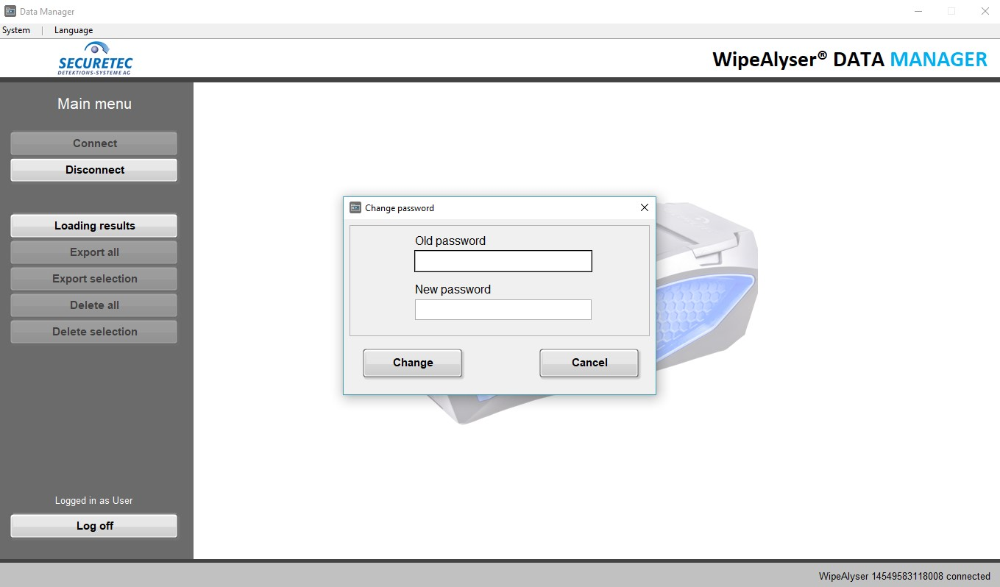 Data Manager
System | Language
SECURETEC
DETEKTIONS-SYSTEME AG
WipeAlyser® DATA MANAGER
Main menu
Connect
Disconnect
Loading results
Export all
Export selection
Delete all
Delete selection
Logged in as User
Log off
Change password
Old password
New password
Change
Cancel
WipeAlyser 14549583118008 connected